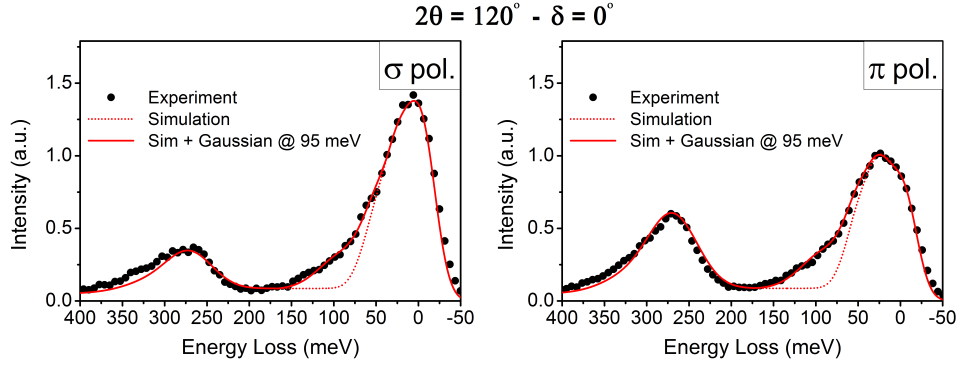 2θ = 120° - δ = 0°
σ pol.
Experiment
Simulation
Sim + Gaussian @ 95 meV
Intensity (a.u.)
1.5
1.0
0.5
0.0
400 350 300 250 200 150 100 50 0 -50
Energy Loss (meV)
π pol.
Experiment
Simulation
Sim + Gaussian @ 95 meV
Intensity (a.u.)
1.5
1.0
0.5
0.0
400 350 300 250 200 150 100 50 0 -50
Energy Loss (meV)